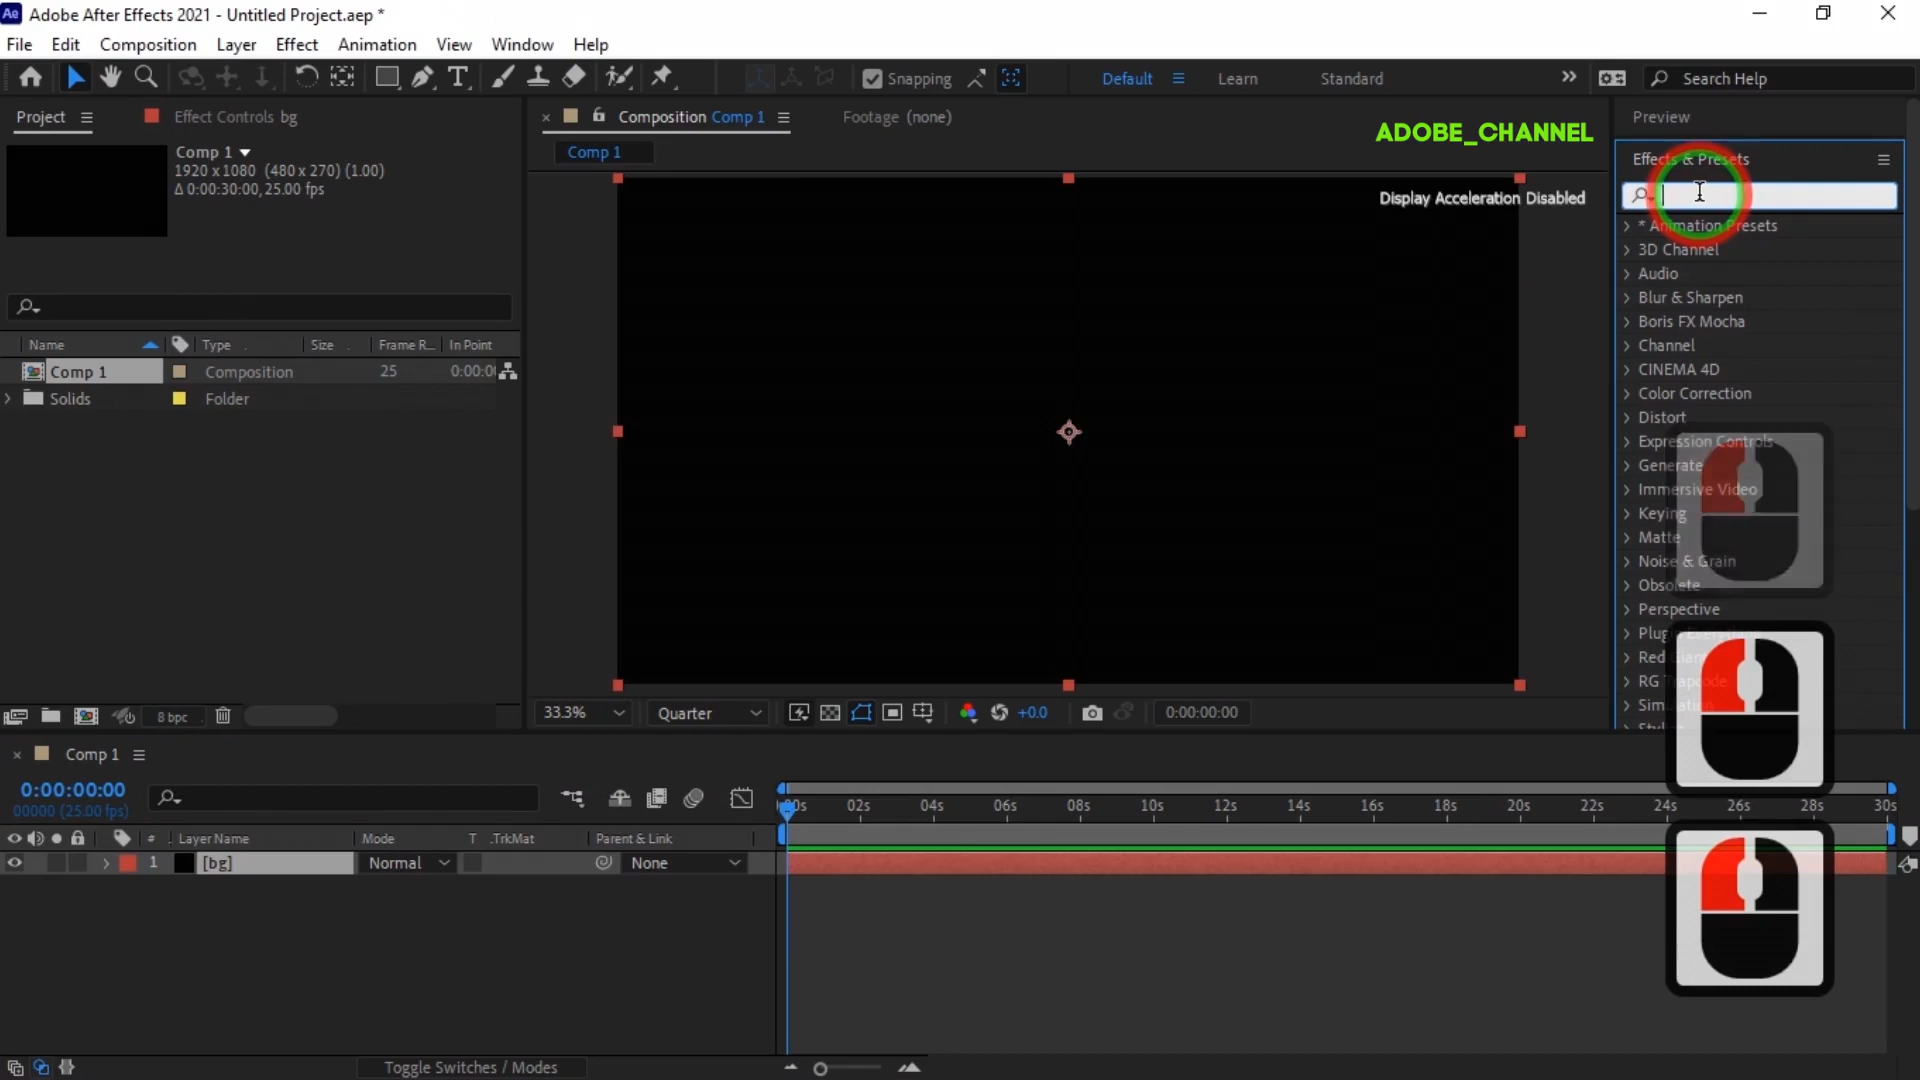 Ae Adobe After Effects 2021 - Untitled Project.aep *
File Edit Composition Layer Effect Animation View Window Help
Snapping
Default
Learn
Standard
Search Help
Project
Effect Controls bg
Composition Comp 1
Footage (none)
ADOBE_CHANNEL
Preview
Comp 1
1920 x 1080 (480 x 270) (1.00)
Δ 0:00:30:00, 25.00 fps
Comp 1
Display Acceleration Disabled
Effects & Presets
* Animation Presets
3D Channel
Audio
Blur & Sharpen
Boris FX Mocha
Channel
CINEMA 4D
Color Correction
Distort
Expression Controls
Generate
Immersive Video
Keying
Matte
Noise & Grain
Obsolete
Perspective
Red Giant
RG Trapcode
Simulation
Name Type Size Frame R... In Point
Comp 1 Composition 25 0:00:0
Solids Folder
8 bpc
33.3%
Quarter
+0.0
0:00:00:00
Comp 1
0:00:00:00
00000 (25.00 fps)
00s 02s 04s 06s 08s 10s 12s 14s 16s 18s 20s 22s 24s 26s 28s 30s
# Layer Name Mode T .TrkMat Parent & Link
1 [bg] Normal None
Toggle Switches / Modes